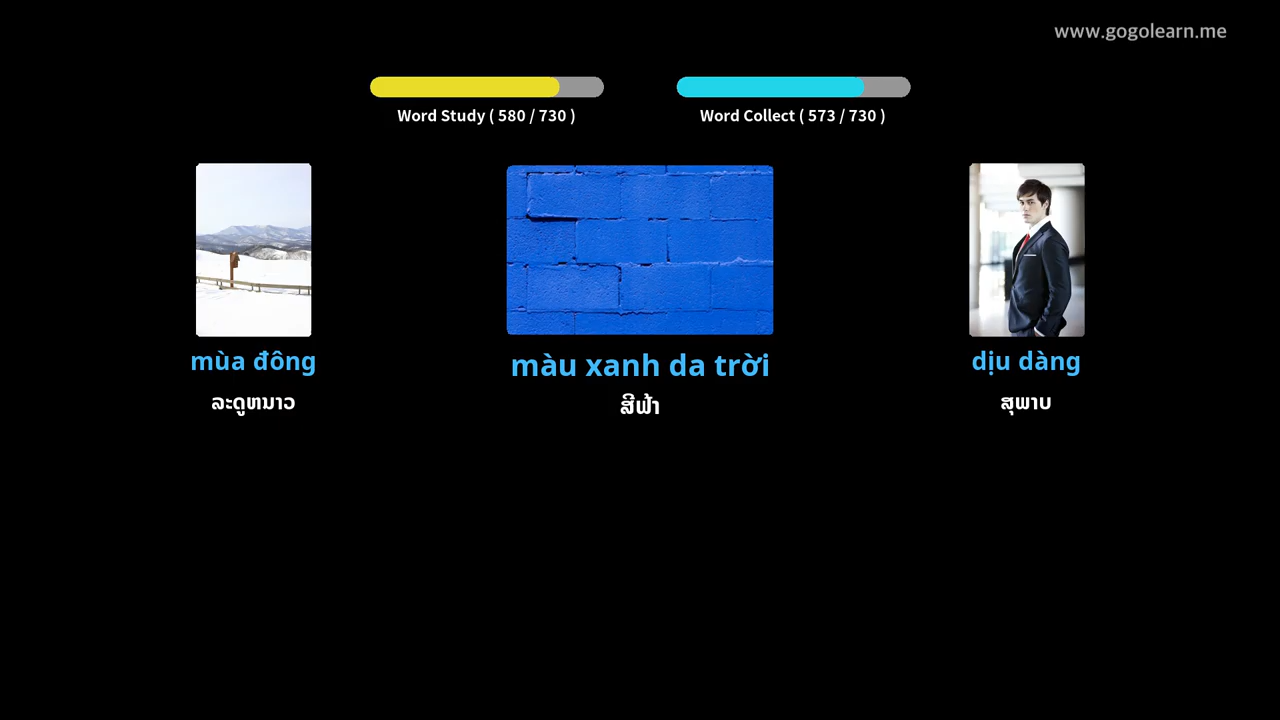 www.gogolearn.me
Word Study ( 580 / 730 )
Word Collect ( 573 / 730 )
mùa đông
màu xanh da trời
dịu dàng
ລະດູຫນາວ
ສີຟ້າ
ສຸພາບ